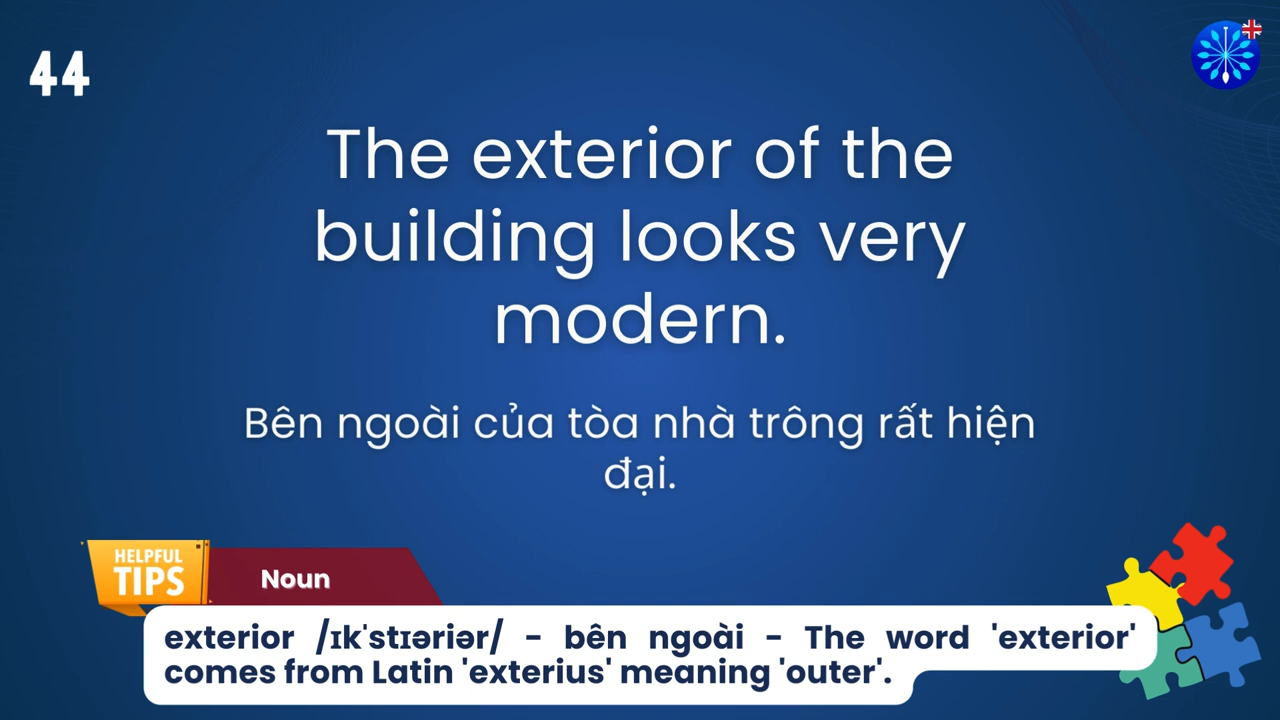 44
The exterior of the
building looks very
modern.
Bên ngoài của tòa nhà trông rất hiện
đại.
HELPFUL
TIPS
Noun
exterior /ɪkˈstɪəriər/ - bên ngoài - The word 'exterior'
comes from Latin 'exterius' meaning 'outer'.